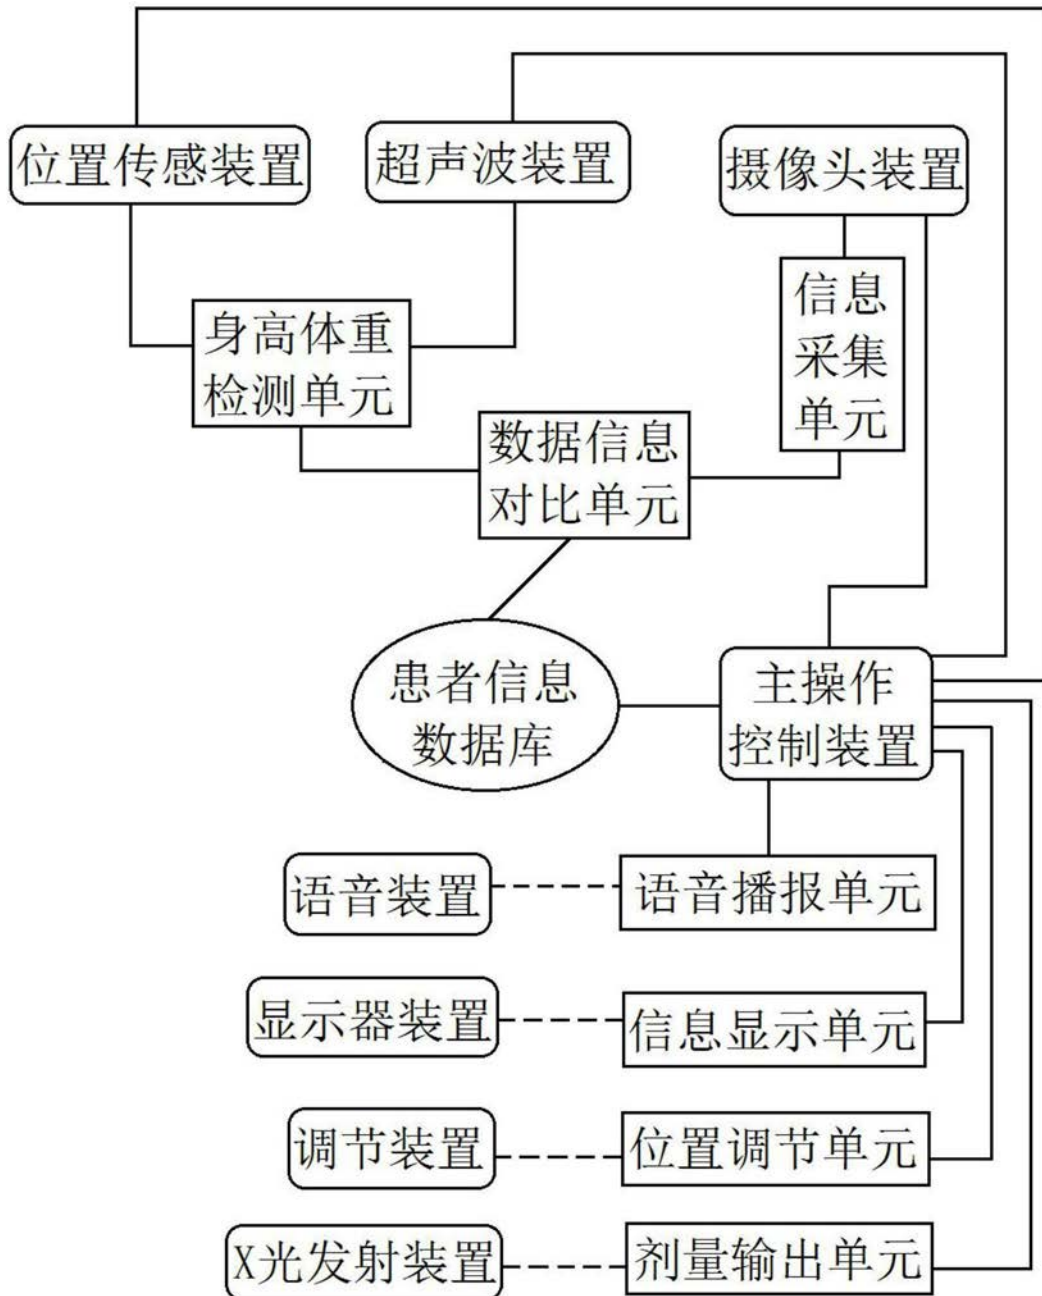 位置传感装置
超声波装置
摄像头装置
身高体重
检测单元
信息
采集
单元
数据信息
对比单元
患者信息
数据库
主操作
控制装置
语音装置
语音播报单元
显示器装置
信息显示单元
调节装置
位置调节单元
X光发射装置
剂量输出单元